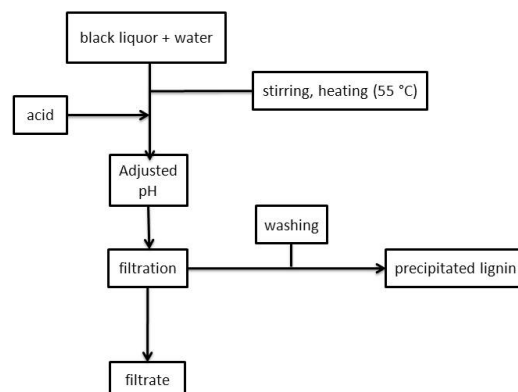 black liquor + water
stirring, heating (55 °C)
acid
Adjusted
pH
washing
filtration
precipitated lignin
filtrate